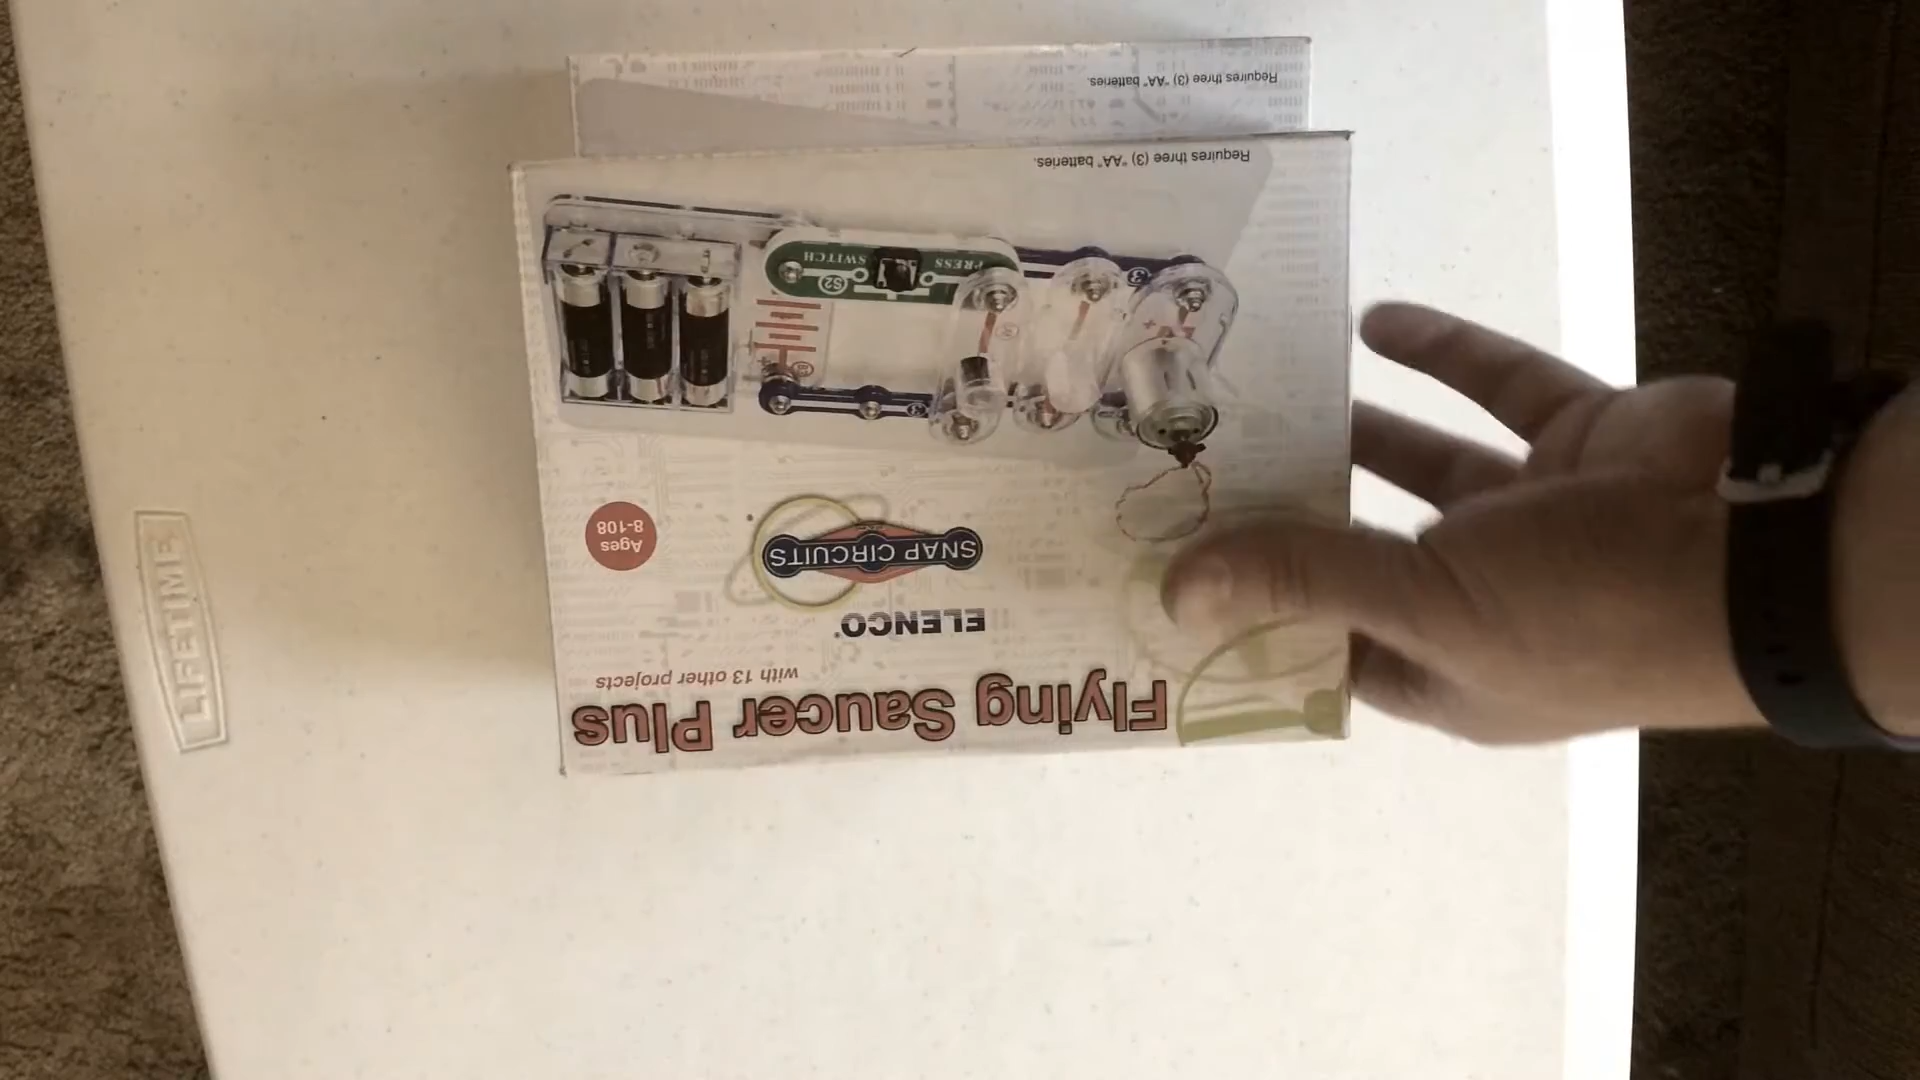 Flying Saucer Plus
with 13 other projects
ELENCO®
SNAP CIRCUITS
Ages
8-108
PRESS SWITCH
S2
3
3
Requires three (3) "AA" batteries.
Requires three (3) "AA" batteries.
LIFETIME